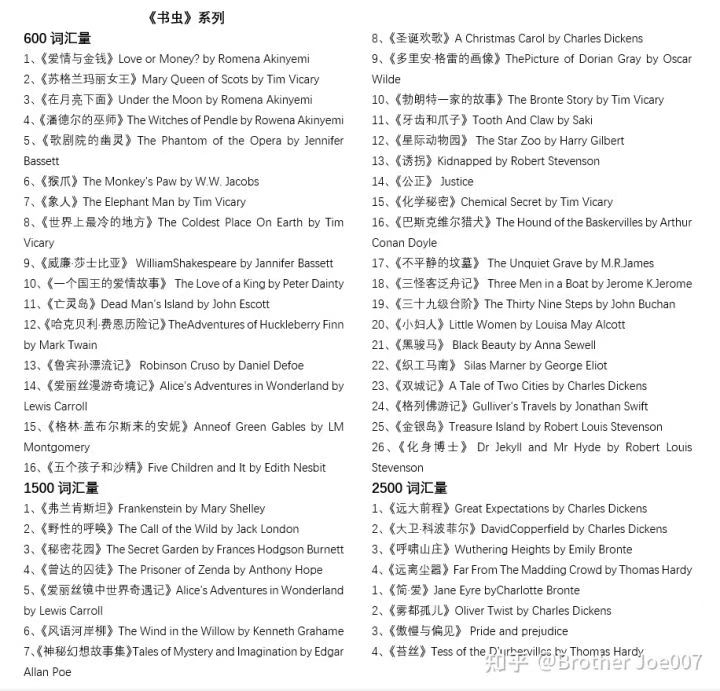 《书虫》系列
600 词汇量
1、《爱情与金钱》Love or Money? by Romena Akinyemi
2、《苏格兰玛丽女王》Mary Queen of Scots by Tim Vicary
3、《在月亮下面》Under the Moon by Romena Akinyemi
4、《潘德尔的巫师》The Witches of Pendle by Rowena Akinyemi
5、《歌剧院的幽灵》The Phantom of the Opera by Jennifer
Bassett
6、《猴爪》The Monkey's Paw by W.W. Jacobs
7、《象人》The Elephant Man by Tim Vicary
8、《世界上最冷的地方》The Coldest Place On Earth by Tim
Vicary
9、《威廉·莎士比亚》 WilliamShakespeare by Jannifer Bassett
10、《一个国王的爱情故事》 The Love of a King by Peter Dainty
11、《亡灵岛》Dead Man's Island by John Escott
12、《哈克贝利·费恩历险记》TheAdventures of Huckleberry Finn
by Mark Twain
13、《鲁宾孙漂流记》 Robinson Cruso by Daniel Defoe
14、《爱丽丝漫游奇境记》Alice's Adventures in Wonderland by
Lewis Carroll
15、《格林·盖布尔斯来的安妮》Anneof Green Gables by LM
Montgomery
16、《五个孩子和沙精》Five Children and It by Edith Nesbit
1500 词汇量
1、《弗兰肯斯坦》Frankenstein by Mary Shelley
2、《野性的呼唤》The Call of the Wild by Jack London
3、《秘密花园》The Secret Garden by Frances Hodgson Burnett
4、《曾达的囚徒》The Prisoner of Zenda by Anthony Hope
5、《爱丽丝镜中世界奇遇记》Alice's Adventures in Wonderland
by Lewis Carroll
6、《风语河岸柳》The Wind in the Willow by Kenneth Grahame
7、《神秘幻想故事集》Tales of Mystery and Imagination by Edgar
Allan Poe
8、《圣诞欢歌》A Christmas Carol by Charles Dickens
9、《多里安·格雷的画像》ThePicture of Dorian Gray by Oscar
Wilde
10、《勃朗特一家的故事》The Bronte Story by Tim Vicary
11、《牙齿和爪子》Tooth And Claw by Saki
12、《星际动物园》 The Star Zoo by Harry Gilbert
13、《诱拐》Kidnapped by Robert Stevenson
14、《公正》 Justice
15、《化学秘密》Chemical Secret by Tim Vicary
16、《巴斯克维尔猎犬》The Hound of the Baskervilles by Arthur
Conan Doyle
17、《不平静的坟墓》 The Unquiet Grave by M.R.James
18、《三怪客泛舟记》 Three Men in a Boat by Jerome K.Jerome
19、《三十九级台阶》The Thirty Nine Steps by John Buchan
20、《小妇人》Little Women by Louisa May Alcott
21、《黑骏马》 Black Beauty by Anna Sewell
22、《织工马南》 Silas Marner by George Eliot
23、《双城记》A Tale of Two Cities by Charles Dickens
24、《格列佛游记》Gulliver's Travels by Jonathan Swift
25、《金银岛》Treasure Island by Robert Louis Stevenson
26、《化身博士》 Dr Jekyll and Mr Hyde by Robert Louis
Stevenson
2500 词汇量
1、《远大前程》Great Expectations by Charles Dickens
2、《大卫·科波菲尔》DavidCopperfield by Charles Dickens
3、《呼啸山庄》Wuthering Heights by Emily Bronte
4、《远离尘嚣》Far From The Madding Crowd by Thomas Hardy
1、《简·爱》Jane Eyre byCharlotte Bronte
2、《雾都孤儿》Oliver Twist by Charles Dickens
3、《傲慢与偏见》 Pride and prejudice
4、《苔丝》Tess of the D'urbervilles by Thomas Hardy
知乎 @Brother Joe007